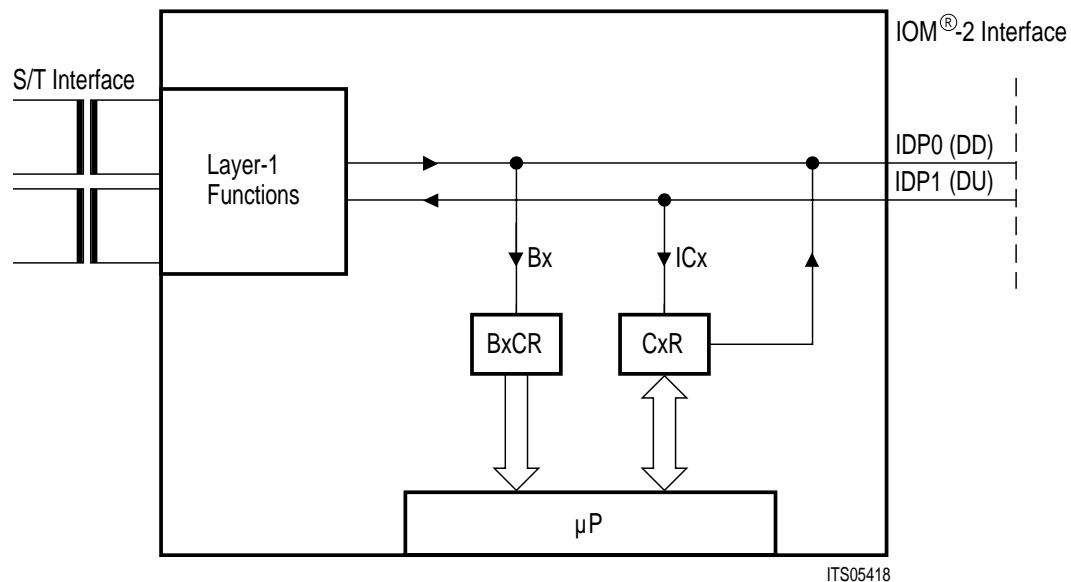 IOM®-2 Interface
S/T Interface
Layer-1
Functions
IDP0 (DD)
IDP1 (DU)
Bx
ICx
BxCR
CxR
µP
ITS05418